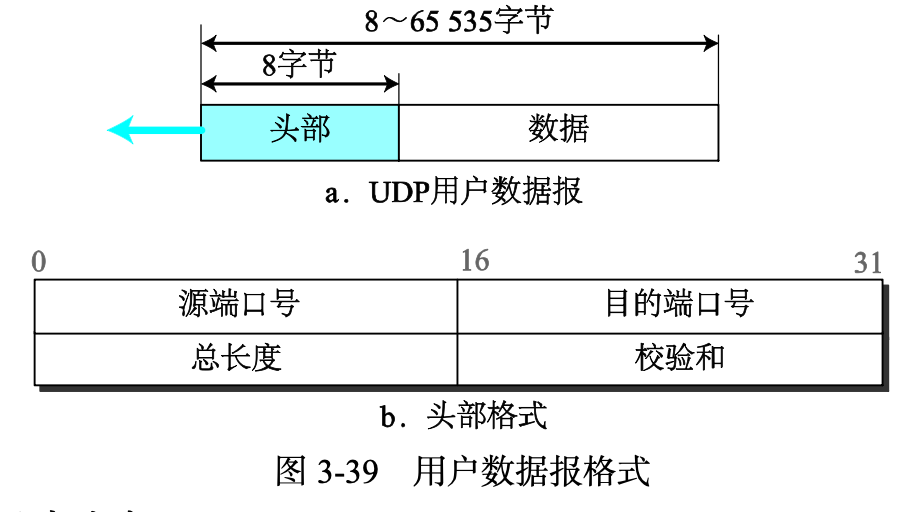 8～65 535字节
8字节
头部 数据
a．UDP用户数据报
0 16 31
源端口号 目的端口号
总长度 校验和
b．头部格式
图 3-39 用户数据报格式